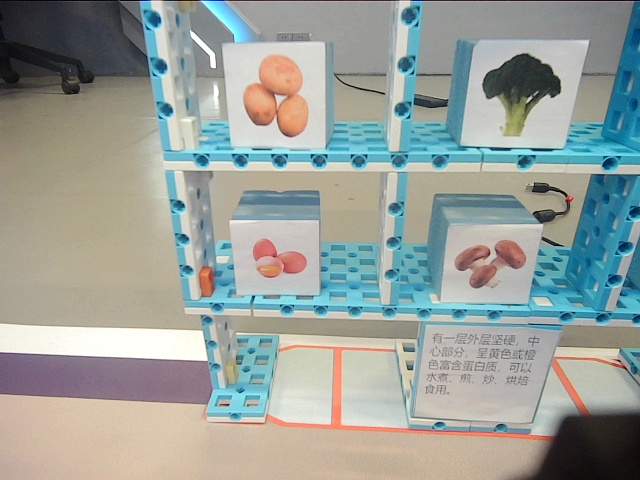 有一层外层坚硬，中
心部分，呈黄色或橙
色富含蛋白质，可以
水煮、煎、炒、烘焙
食用。